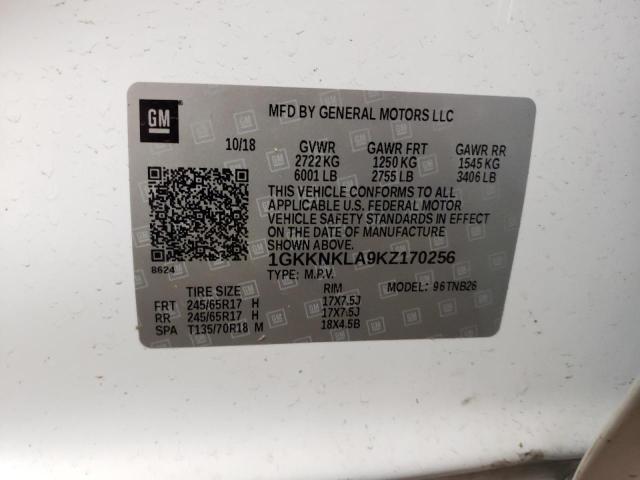 GM
MFD BY GENERAL MOTORS LLC
10/18 GVWR GAWR FRT GAWR RR
2722 KG 1250 KG 1545 KG
6001 LB 2755 LB 3406 LB
THIS VEHICLE CONFORMS TO ALL
APPLICABLE U.S. FEDERAL MOTOR
VEHICLE SAFETY STANDARDS IN EFFECT
ON THE DATE OF MANUFACTURE
SHOWN ABOVE.
8624
1GKKNKLA9KZ170256
TYPE: M.P.V.
TIRE SIZE RIM MODEL: 96TNB26
FRT 245/65R17 H 17X7.5J
RR 245/65R17 H 17X7.5J
SPA T135/70R18 M 18X4.5B